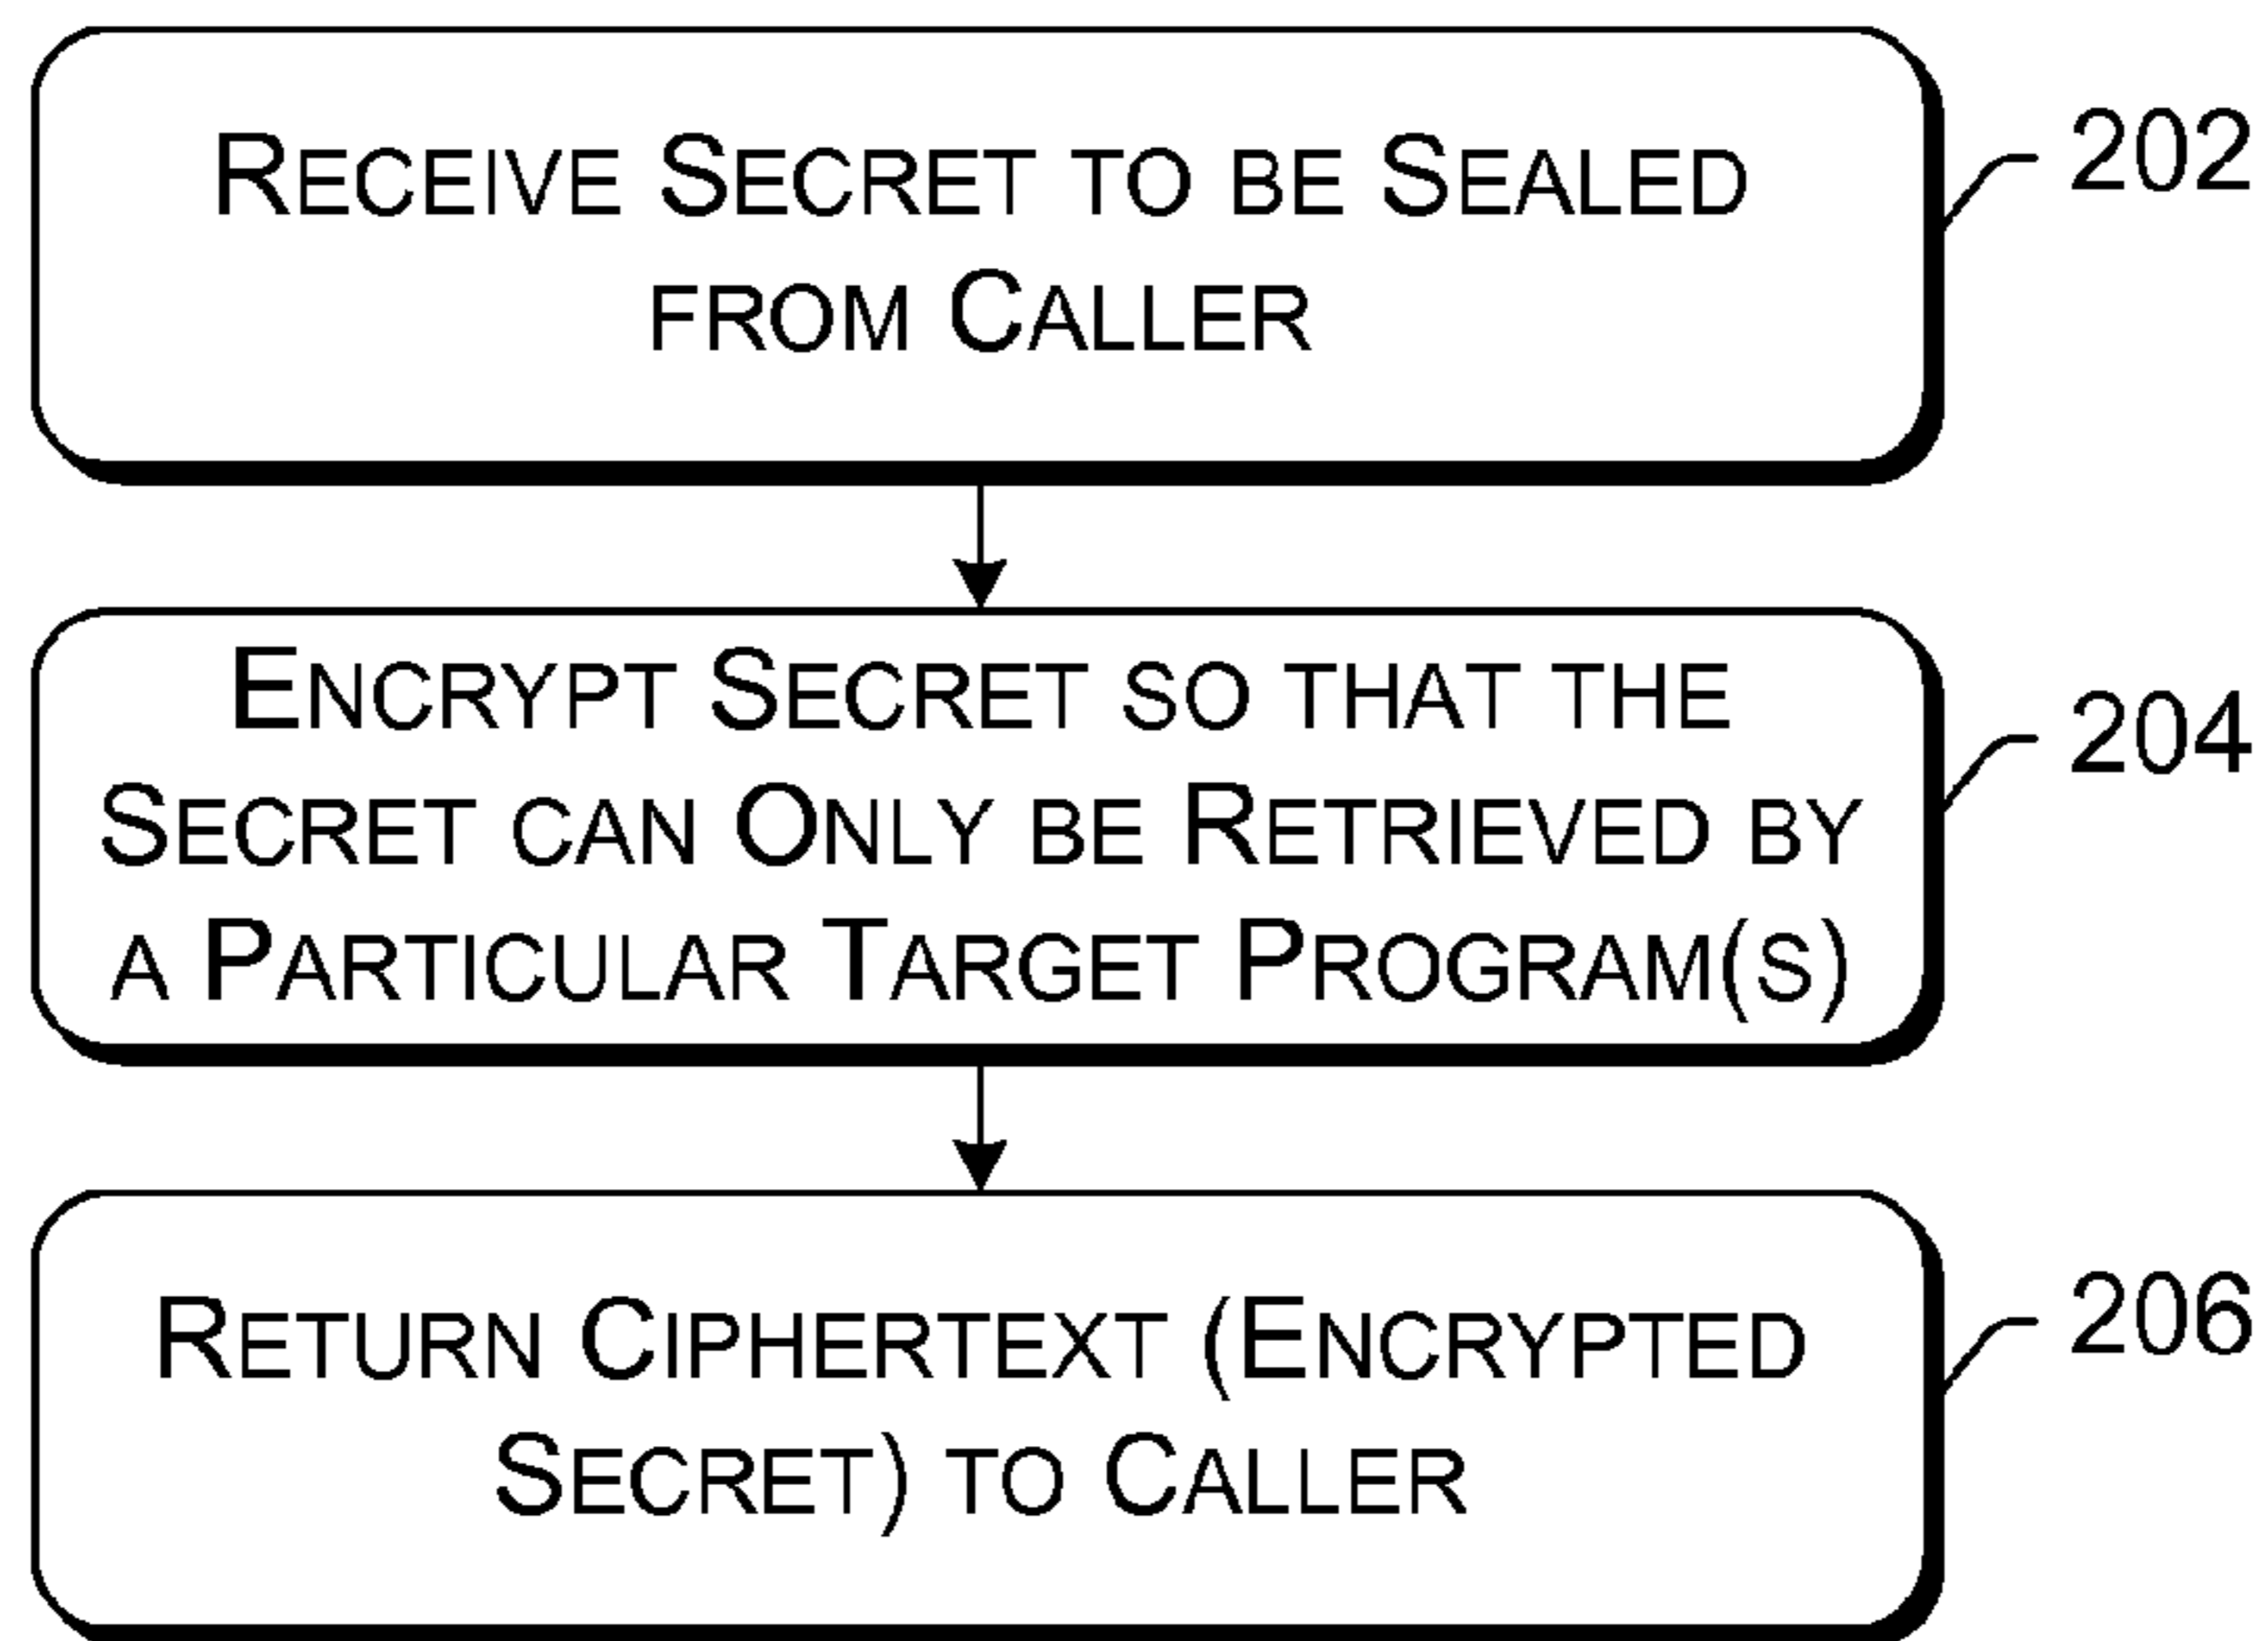 RECEIVE SECRET TO BE SEALED
FROM CALLER
202
ENCRYPT SECRET SO THAT THE
SECRET CAN ONLY BE RETRIEVED BY
A PARTICULAR TARGET PROGRAM(S)
204
RETURN CIPHERTEXT (ENCRYPTED
SECRET) TO CALLER
206